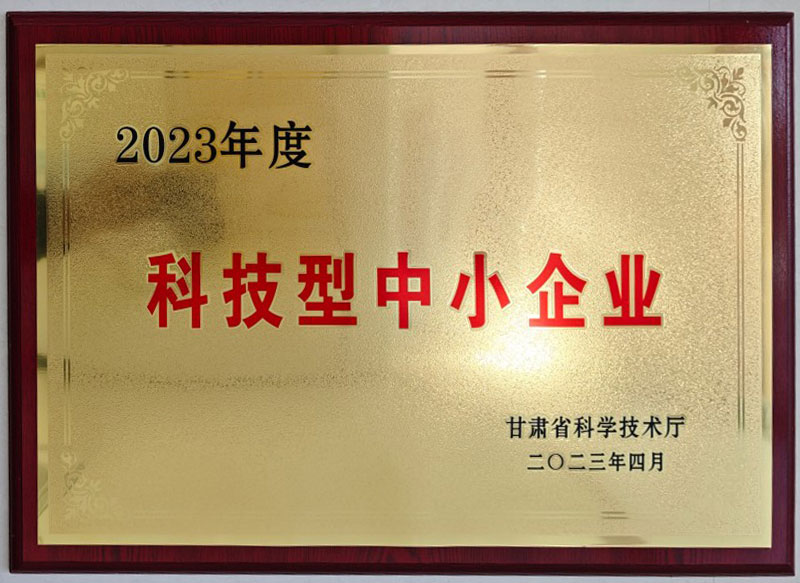 2023年度
科技型中小企业
甘肃省科学技术厅
二〇二三年四月